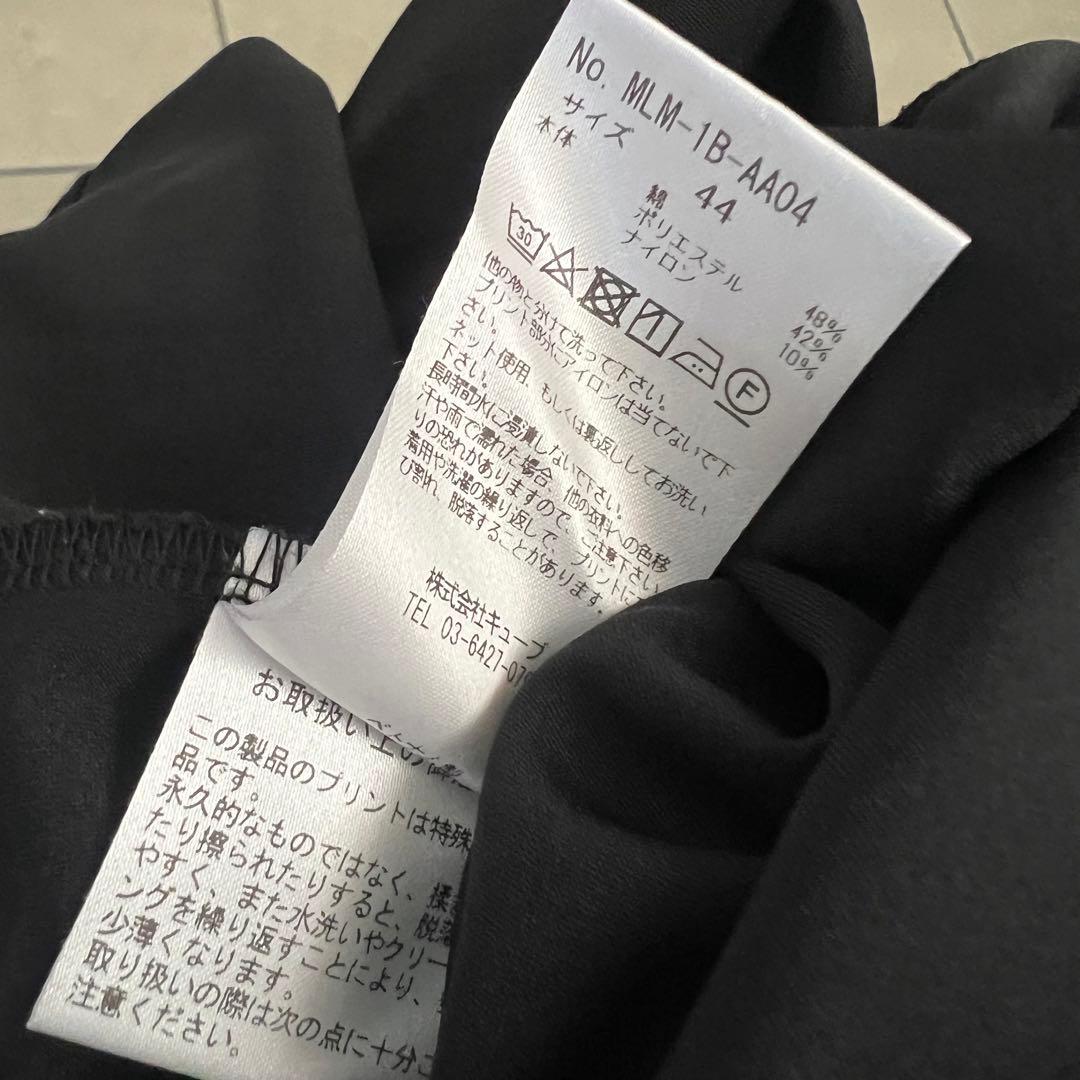 No. MLM-1B-AA04
サイズ 44
本体 綿 48%
ポリエステル 42%
ナイロン 10%
30
F
他の物と分けて洗って下さい。
プリント部分にアイロンは当てないで下
さい。
ネット使用、もしくは裏返ししてお洗い
下さい。
長時間水に浸漬しないで下さい。
汗や雨で濡れた場合、他の衣料への色移
りの恐れがありますので、ご注意下さい。
着用や洗濯の繰り返しで、プリントに
び割れ、脱落することがあります。
株式会社キューブ
TEL 03-6427-07
お取扱い上の
この製品のプリントは特殊
品です。
永久的なものではなく、揉
たり擦られたりすると、脱落
やすく、また水洗いやクリー
ングを繰り返すことにより、
少薄くなります。
取り扱いの際は次の点に十分
注意ください。